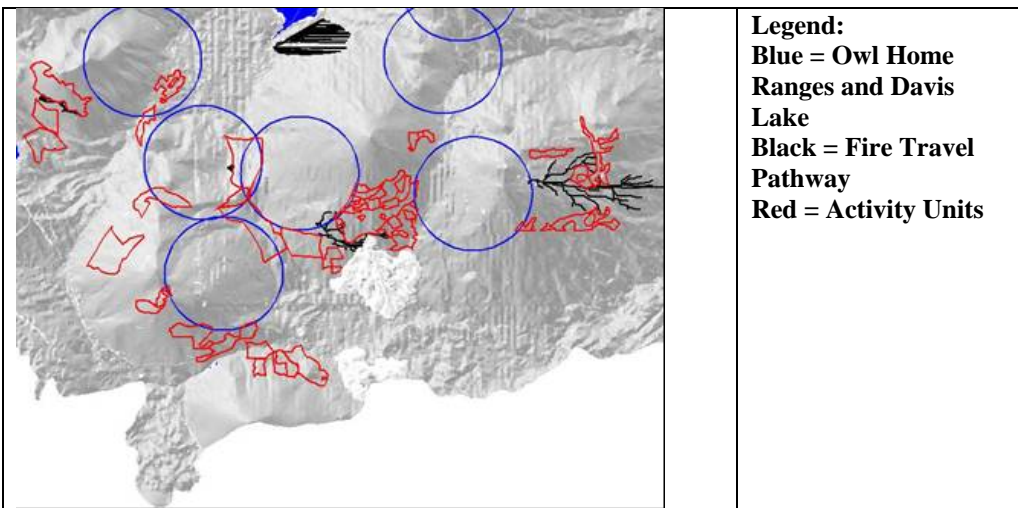 Legend:
Blue = Owl Home
Ranges and Davis
Lake
Black = Fire Travel
Pathway
Red = Activity Units